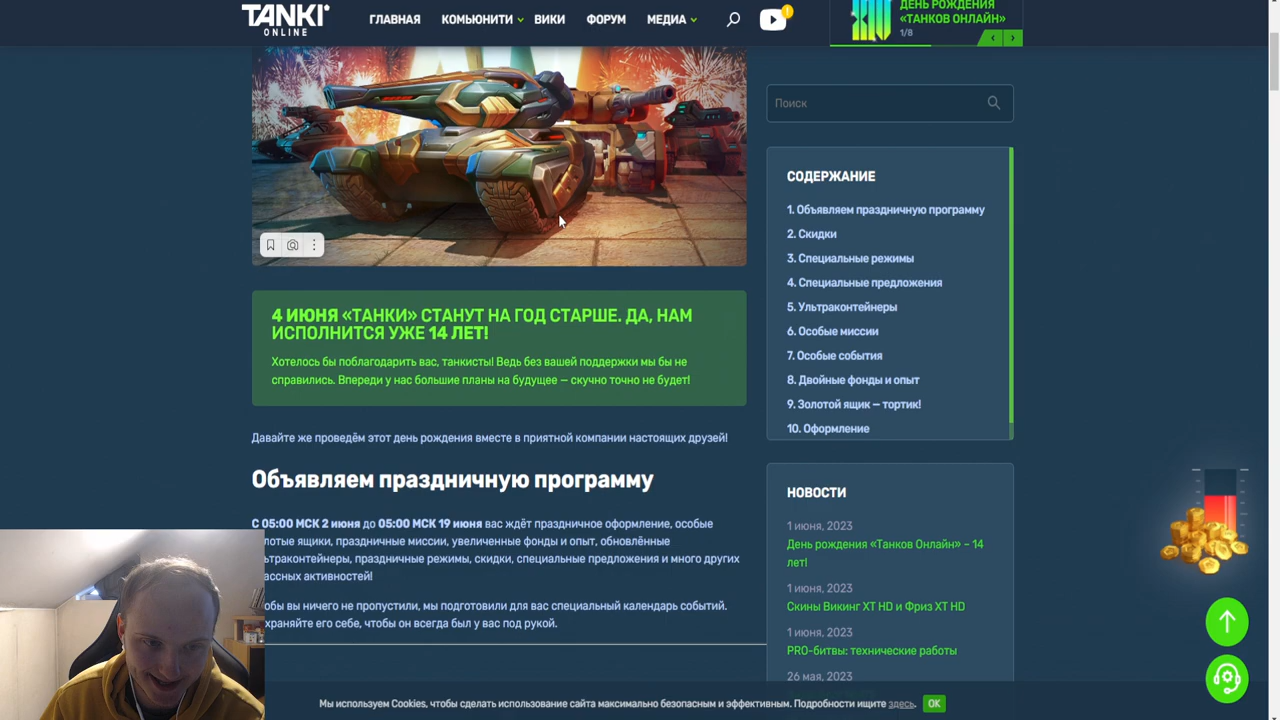 TANKI
ONLINE
ГЛАВНАЯ
КОМЬЮНИТИ
ВИКИ
ФОРУМ
МЕДИА
ДЕНЬ РОЖДЕНИЯ
«ТАНКОВ ОНЛАЙН»
1/8
4 ИЮНЯ «ТАНКИ» СТАНУТ НА ГОД СТАРШЕ. ДА, НАМ
ИСПОЛНИТСЯ УЖЕ 14 ЛЕТ!
Хотелось бы поблагодарить вас, танкисты! Ведь без вашей поддержки мы бы не
справились. Впереди у нас большие планы на будущее — скучно точно не будет!
Давайте же проведём этот день рождения вместе в приятной компании настоящих друзей!
Объявляем праздничную программу
С 05:00 МСК 2 июня до 05:00 МСК 19 июня вас ждёт праздничное оформление, особые
лотые ящики, праздничные миссии, увеличенные фонды и опыт, обновлённые
ьтраконтейнеры, праздничные режимы, скидки, специальные предложения и много других
ассных активностей!
обы вы ничего не пропустили, мы подготовили для вас специальный календарь событий.
храняйте его себе, чтобы он всегда был у вас под рукой.
Поиск
СОДЕРЖАНИЕ
1. Объявляем праздничную программу
2. Скидки
3. Специальные режимы
4. Специальные предложения
5. Ультраконтейнеры
6. Особые миссии
7. Особые события
8. Двойные фонды и опыт
9. Золотой ящик — тортик!
10. Оформление
НОВОСТИ
1 июня, 2023
День рождения «Танков Онлайн» – 14
лет!
1 июня, 2023
Скины Викинг XT HD и Фриз XT HD
1 июня, 2023
PRO-битвы: технические работы
26 мая, 2023
Мы используем Cookies, чтобы сделать использование сайта максимально безопасным и эффективным. Подробности ищите здесь.
OK